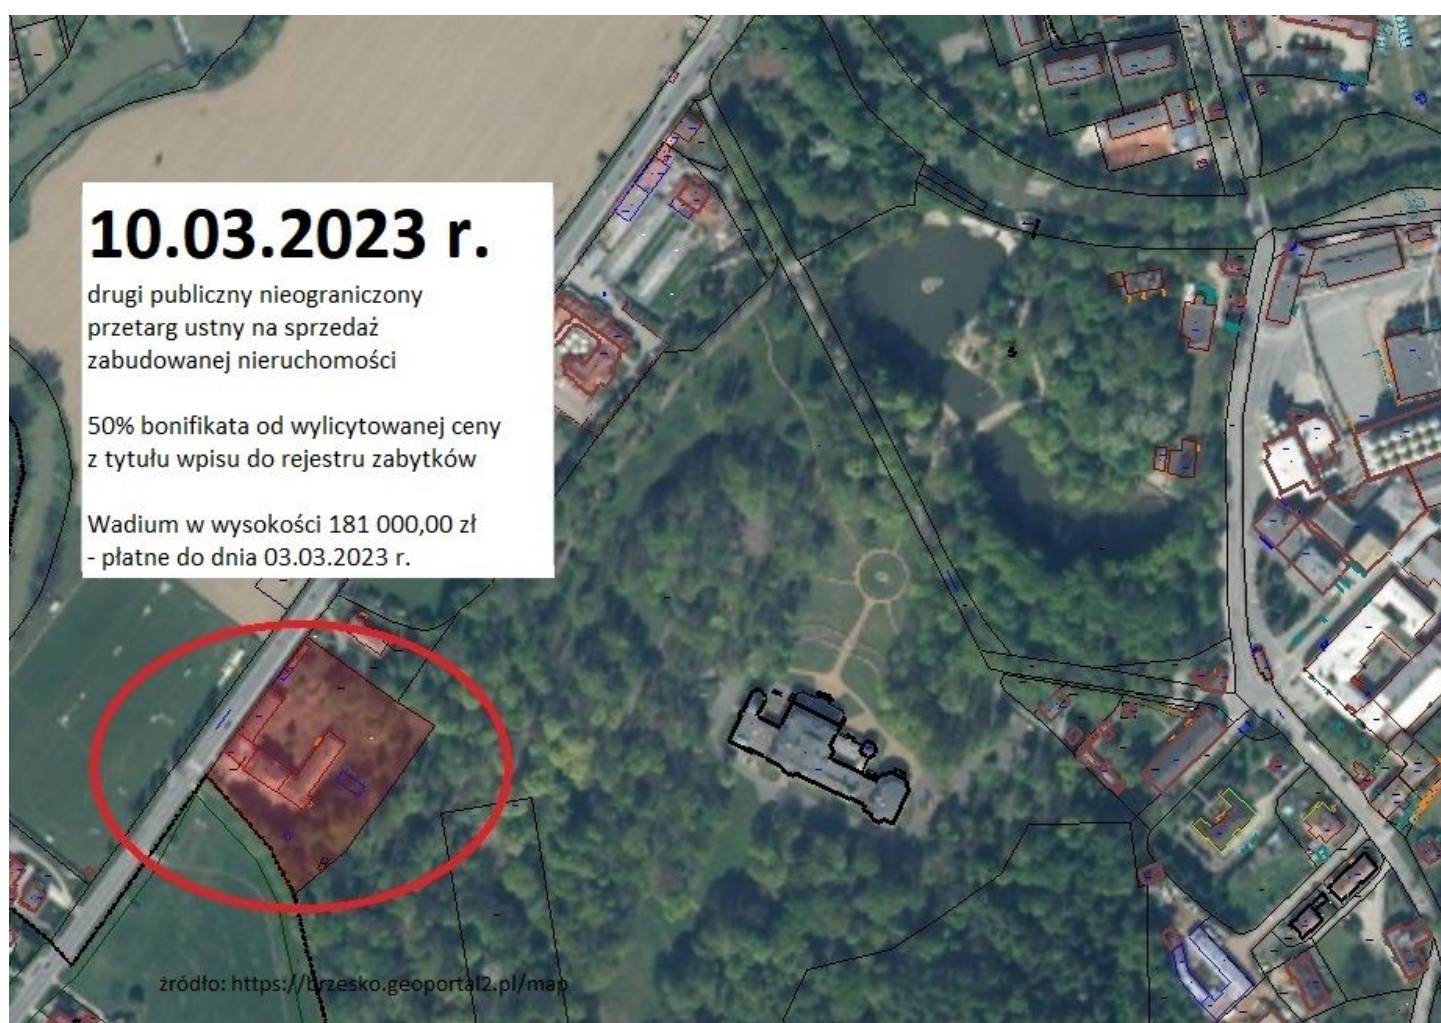 10.03.2023 r.
drugi publiczny nieograniczony
przetarg ustny na sprzedaż
zabudowanej nieruchomości
50% bonifikata od wylicytowanej ceny
z tytułu wpisu do rejestru zabytków
Wadium w wysokości 181 000,00 zł
- płatne do dnia 03.03.2023 r.
żródło: https://brzesko.geoportal2.pl/map